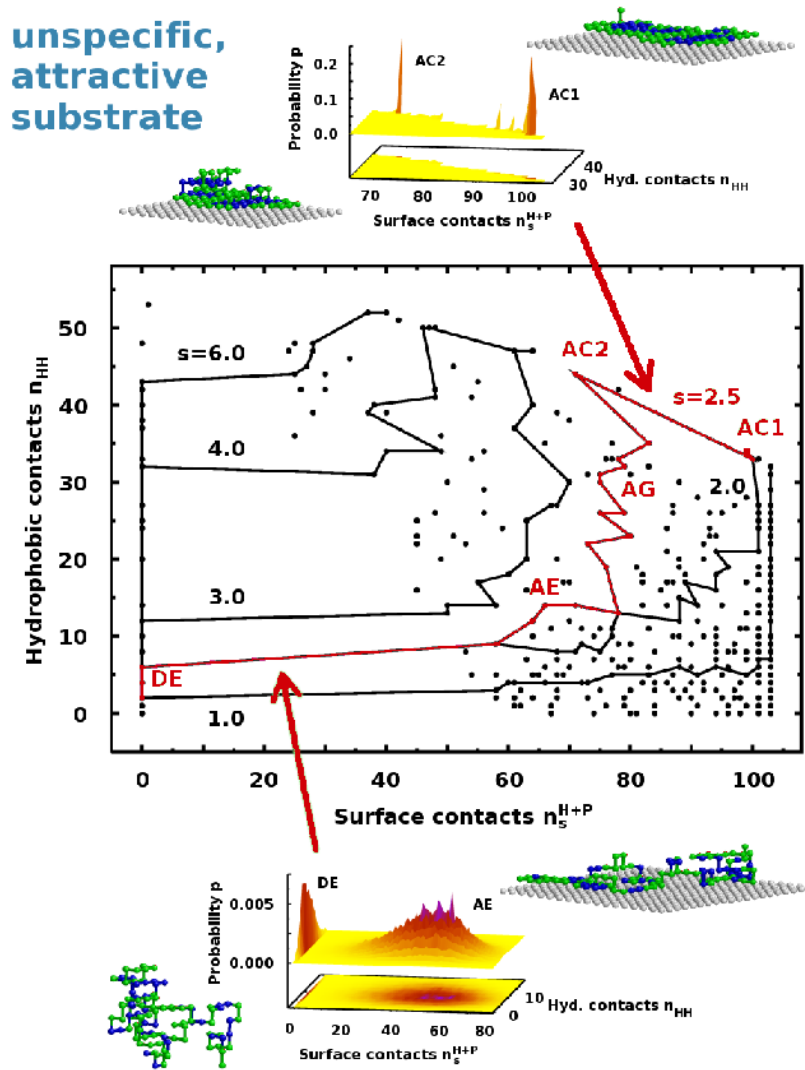 unspecific,
attractive
substrate
Probability p
0.2
0.1
0.0
AC2
AC1
40
30
Hyd. contacts n_HH
70 80 90 100
Surface contacts n_s^H+P
Hydrophobic contacts n_HH
50
40
30
20
10
0
s=6.0
4.0
3.0
1.0
AC2
s=2.5
AC1
2.0
AG
AE
DE
0 20 40 60 80 100
Surface contacts n_s^H+P
Probability p
0.005
0.000
DE
AE
10
0
Hyd. contacts n_HH
0 20 40 60 80
Surface contacts n_s^H+P